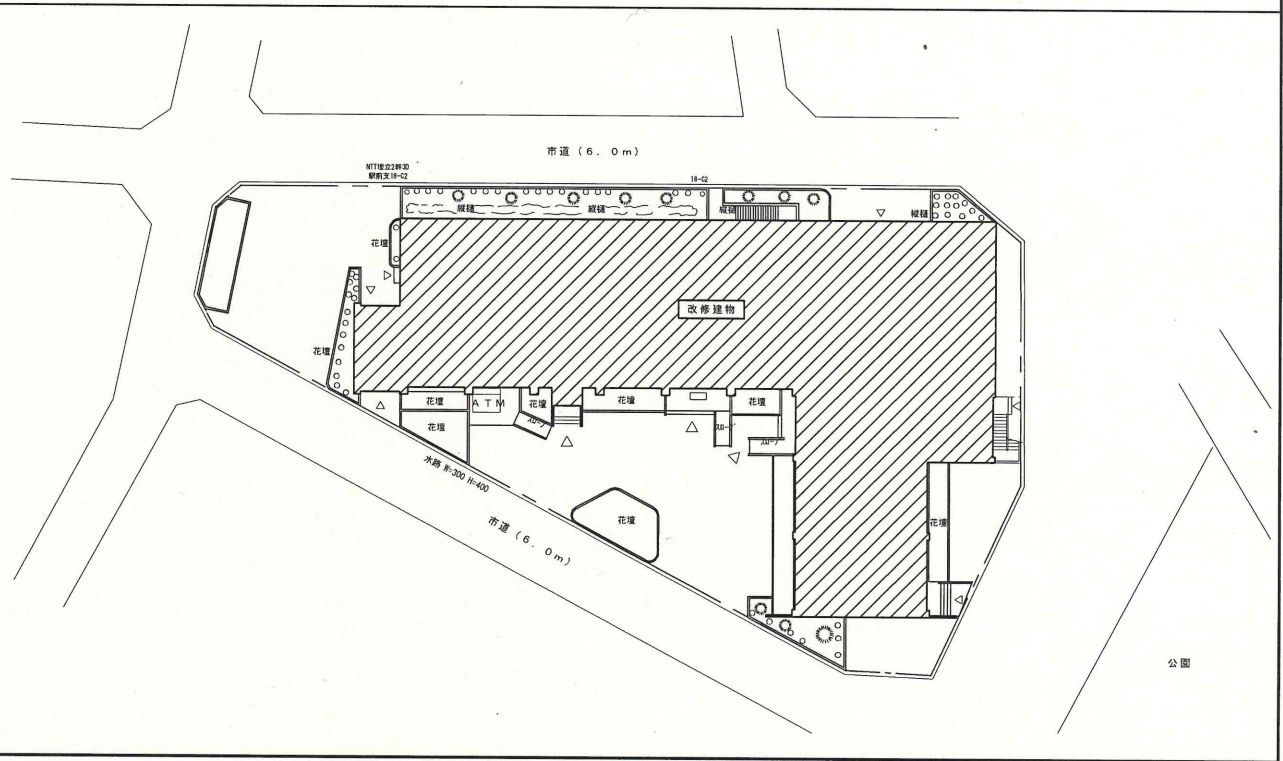 市道（６．０ｍ）
NTT埋立2幹3D
駅前支18-C2
18-C2
縦樋
縦樋
縦樋
縦樋
花壇
改修建物
花壇
花壇
ＡＴＭ
花壇
花壇
花壇
花壇
スロープ
スロープ
スロープ
水路 W=300 H=400
市道（６．０ｍ）
花壇
花壇
公園